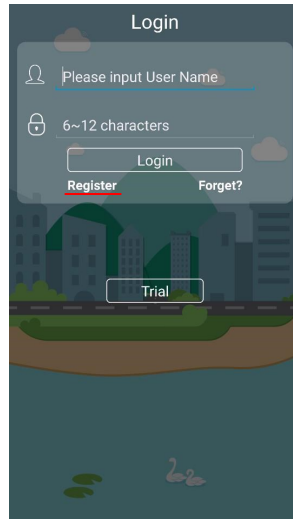 Login
Please input User Name
6~12 characters
Login
Register Forget?
Trial